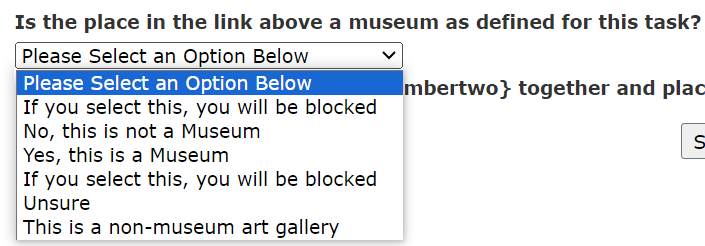 Is the place in the link above a museum as defined for this task?
Please Select an Option Below
Please Select an Option Below
If you select this, you will be blocked
mbertwo} together and plac
No, this is not a Museum
Yes, this is a Museum
S
If you select this, you will be blocked
Unsure
This is a non-museum art gallery